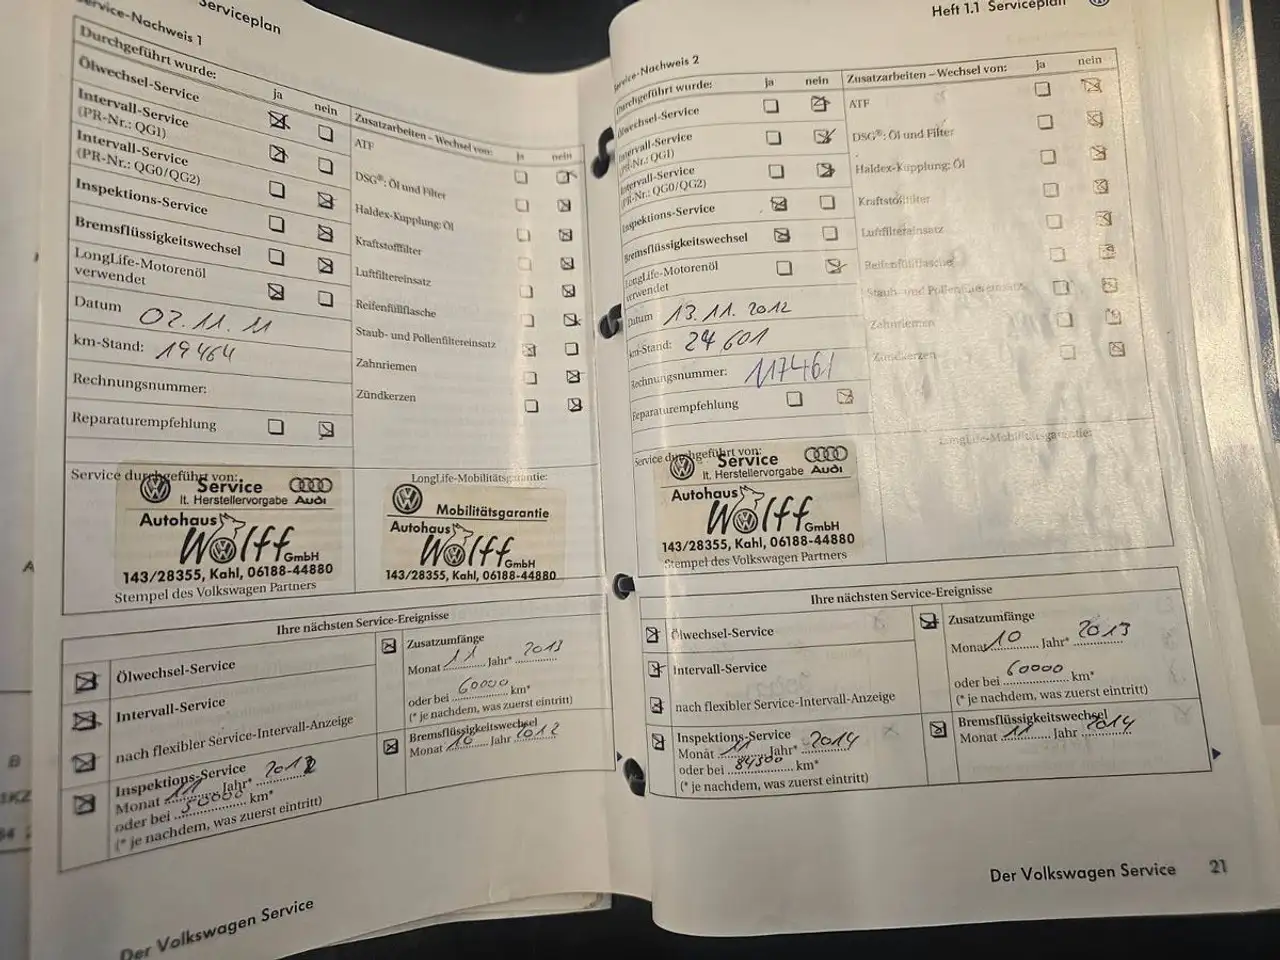 Serviceplan
Service-Nachweis 1
Durchgeführt wurde:
ja
nein
Ölwechsel-Service
Intervall-Service
(PR-Nr.: QG1)
Intervall-Service
(PR-Nr.: QG0/QG2)
Inspektions-Service
Bremsflüssigkeitswechsel
LongLife-Motorenöl
verwendet
Datum 02.11.11
km-Stand: 19464
Rechnungsnummer:
Reparaturempfehlung
Zusatzarbeiten – Wechsel von:
ja
nein
ATF
DSG®: Öl und Filter
Haldex-Kupplung: Öl
Kraftstofffilter
Luftfiltereinsatz
Reifenfüllflasche
Staub- und Pollenfiltereinsatz
Zahnriemen
Zündkerzen
Service durchgeführt von:
Service
lt. Herstellervorgabe Audi
Autohaus
Wolff GmbH
143/28355, Kahl, 06188-44880
Stempel des Volkswagen Partners
LongLife-Mobilitätsgarantie:
Mobilitätsgarantie
Autohaus
Wolff GmbH
143/28355, Kahl, 06188-44880
Ihre nächsten Service-Ereignisse
Ölwechsel-Service
Intervall-Service
nach flexibler Service-Intervall-Anzeige
Inspektions-Service
Monat 11 Jahr* 2012
oder bei 50000 km*
(* je nachdem, was zuerst eintritt)
Zusatzumfänge
Monat 11 Jahr* 2013
oder bei 60000 km*
(* je nachdem, was zuerst eintritt)
Bremsflüssigkeitswechsel
Monat 10 Jahr 2012
Der Volkswagen Service
Heft 1.1 Serviceplan
Service-Nachweis 2
Durchgeführt wurde:
ja
nein
Ölwechsel-Service
Intervall-Service
(PR-Nr.: QG1)
Intervall-Service
(PR-Nr.: QG0/QG2)
Inspektions-Service
Bremsflüssigkeitswechsel
LongLife-Motorenöl
verwendet
Datum 13.11.2012
km-Stand: 24601
Rechnungsnummer: 117461
Reparaturempfehlung
Zusatzarbeiten – Wechsel von:
ja
nein
ATF
DSG®: Öl und Filter
Haldex-Kupplung: Öl
Kraftstofffilter
Luftfiltereinsatz
Reifenfüllflasche
Staub- und Pollenfiltereinsatz
Zahnriemen
Zündkerzen
Service durchgeführt von:
Service
lt. Herstellervorgabe Audi
Autohaus
Wolff GmbH
143/28355, Kahl, 06188-44880
Stempel des Volkswagen Partners
LongLife-Mobilitätsgarantie:
Ihre nächsten Service-Ereignisse
Ölwechsel-Service
Intervall-Service
nach flexibler Service-Intervall-Anzeige
Inspektions-Service
Monat 11 Jahr* 2014
oder bei 84300 km*
(* je nachdem, was zuerst eintritt)
Zusatzumfänge
Monat 10 Jahr* 2013
oder bei 60000 km*
(* je nachdem, was zuerst eintritt)
Bremsflüssigkeitswechsel
Monat 11 Jahr 2014
Der Volkswagen Service 21